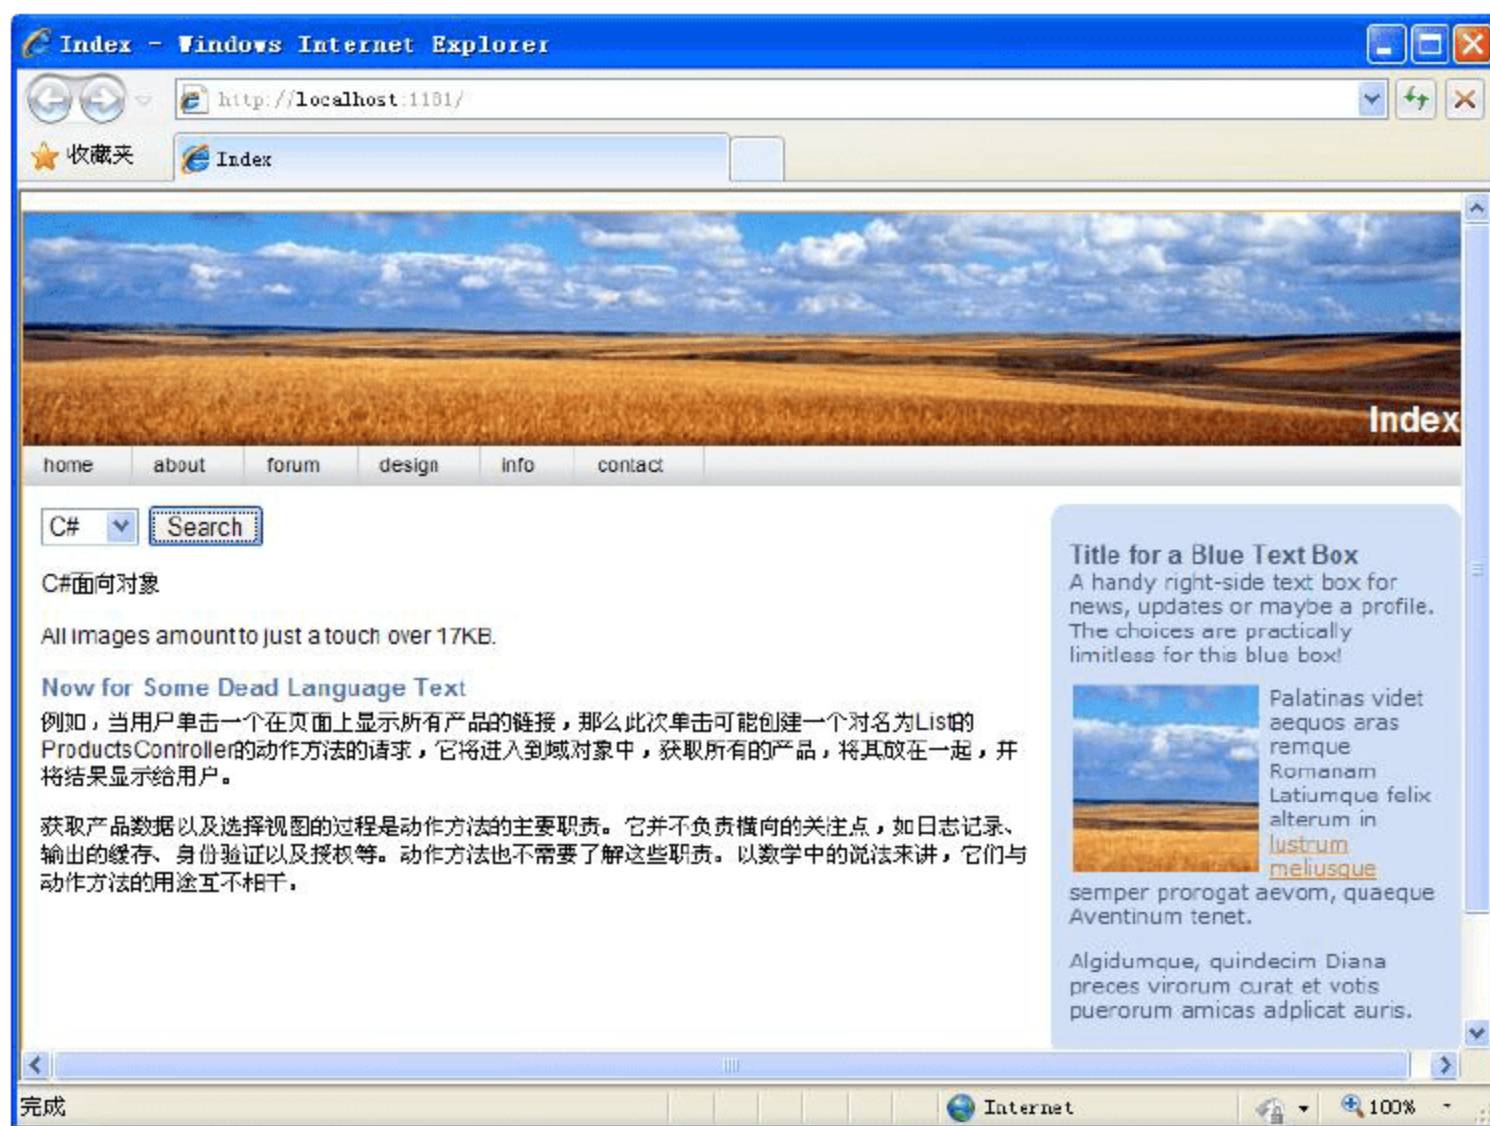 Index - Windows Internet Explorer
http://localhost:1181/
收藏夹
Index
Index
home about forum design info contact
C# Search
C#面向对象
All images amount to just a touch over 17KB.
Now for Some Dead Language Text
例如，当用户单击一个在页面上显示所有产品的链接，那么此次单击可能创建一个对名为List的
ProductsController的动作方法的请求，它将进入到域对象中，获取所有的产品，将其放在一起，并
将结果显示给用户。
获取产品数据以及选择视图的过程是动作方法的主要职责。它并不负责横向的关注点，如日志记录、
输出的缓存、身份验证以及授权等。动作方法也不需要了解这些职责。以数学中的说法来讲，它们与
动作方法的用途互不相干。
Title for a Blue Text Box
A handy right-side text box for
news, updates or maybe a profile.
The choices are practically
limitless for this blue box!
Palatinas videt
aequos aras
remque
Romanam
Latiumque felix
alterum in
lustrum
meliusque
semper prorogat aevom, quaeque
Aventinum tenet.
Algidumque, quindecim Diana
preces virorum curat et votis
puerorum amicas adplicat auris.
完成
Internet
100%